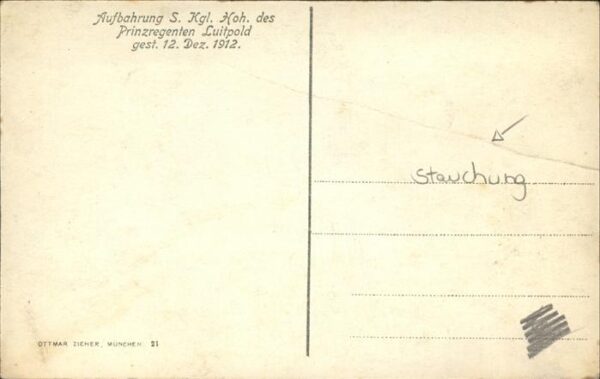 Aufbahrung S. Kgl. Hoh. des
Prinzregenten Luitpold
gest. 12. Dez. 1912.
Stauchung
OTTMAR ZIEHER, MÜNCHEN. 21